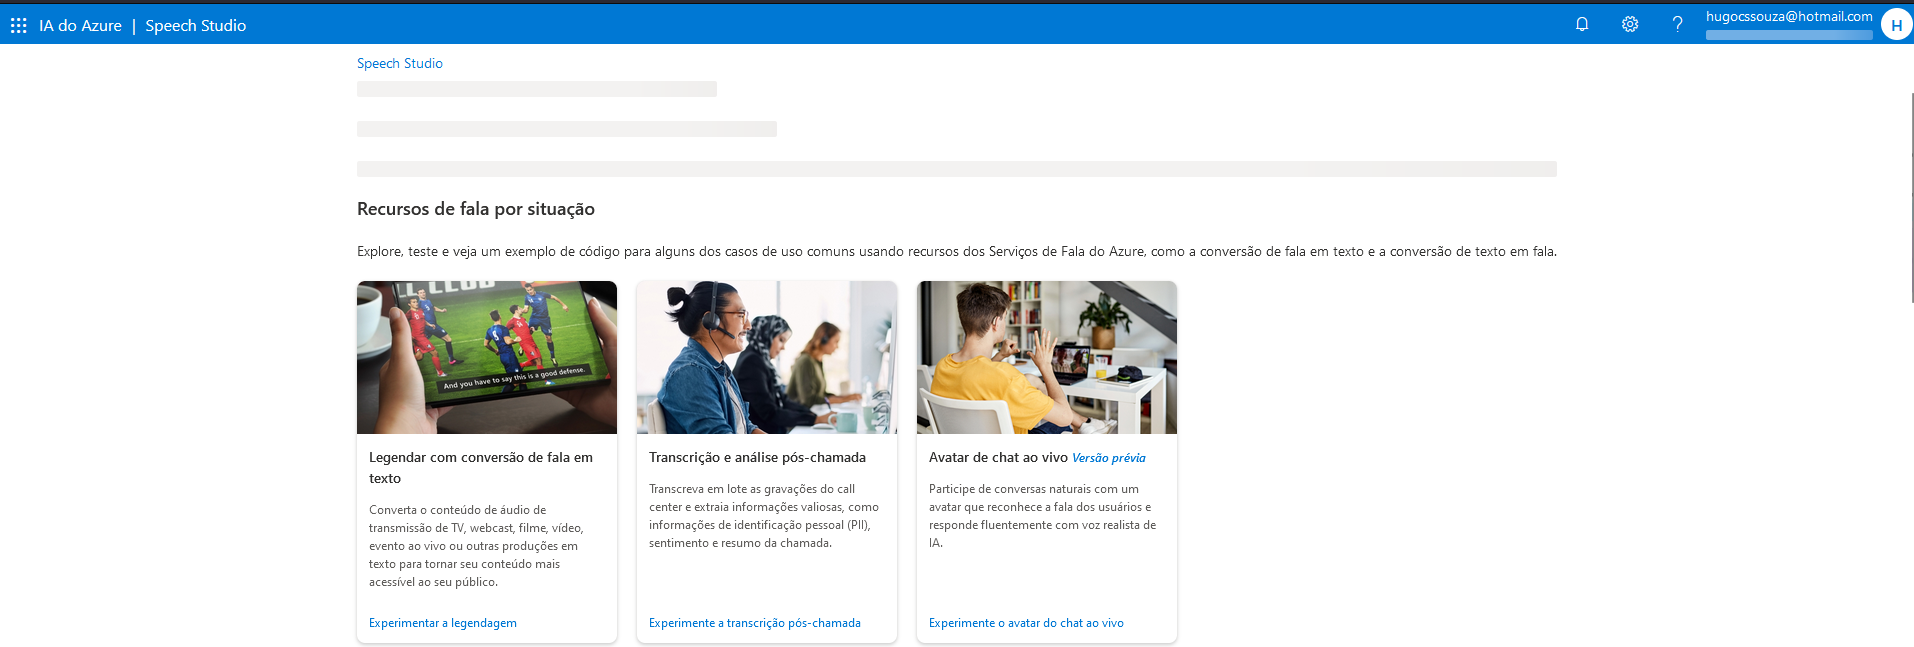 IA do Azure | Speech Studio
hugocssouza@hotmail.com
H
Speech Studio
Recursos de fala por situação
Explore, teste e veja um exemplo de código para alguns dos casos de uso comuns usando recursos dos Serviços de Fala do Azure, como a conversão de fala em texto e a conversão de texto em fala.
And you have to say this is a good defense.
Legendar com conversão de fala em
texto
Converta o conteúdo de áudio de
transmissão de TV, webcast, filme, vídeo,
evento ao vivo ou outras produções em
texto para tornar seu conteúdo mais
acessível ao seu público.
Experimentar a legendagem
Transcrição e análise pós-chamada
Transcreva em lote as gravações do call
center e extraia informações valiosas, como
informações de identificação pessoal (PII),
sentimento e resumo da chamada.
Experimente a transcrição pós-chamada
Avatar de chat ao vivo Versão prévia
Participe de conversas naturais com um
avatar que reconhece a fala dos usuários e
responde fluentemente com voz realista de
IA.
Experimente o avatar do chat ao vivo